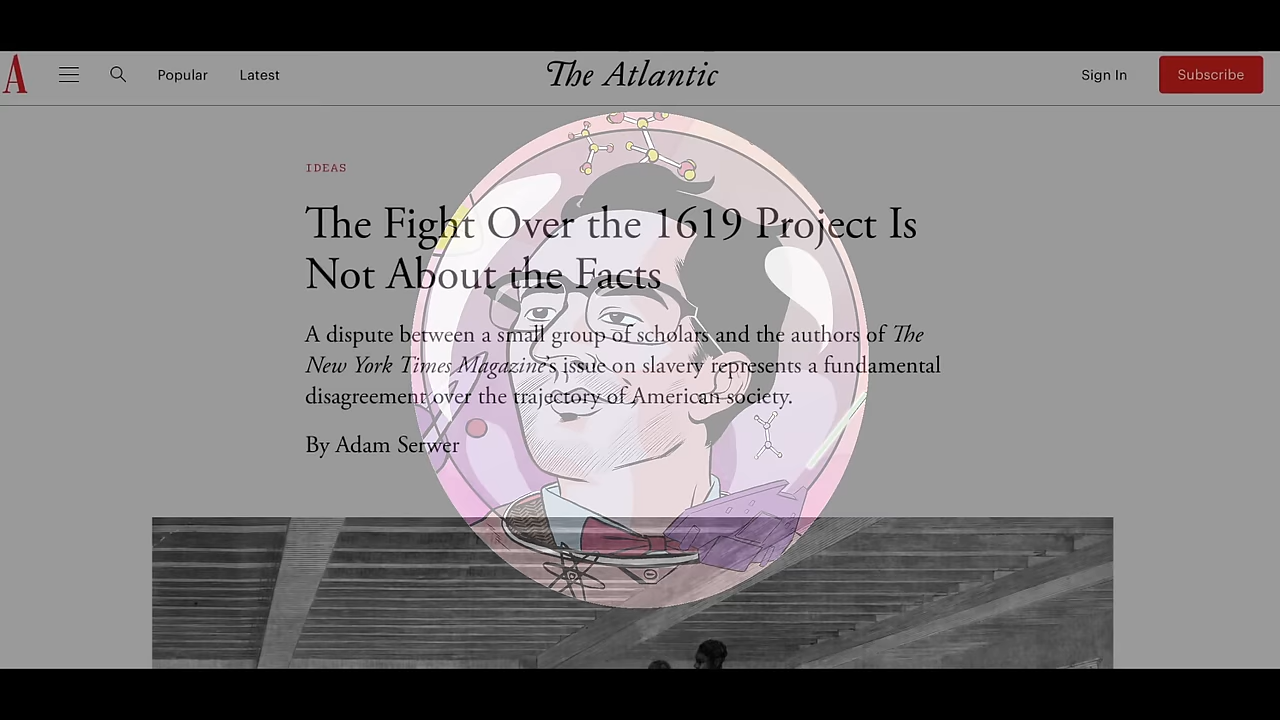 A
Popular
Latest
The Atlantic
Sign In
Subscribe
IDEAS
The Fight Over the 1619 Project Is
Not About the Facts
A dispute between a small group of scholars and the authors of The
New York Times Magazine's issue on slavery represents a fundamental
disagreement over the trajectory of American society.
By Adam Serwer